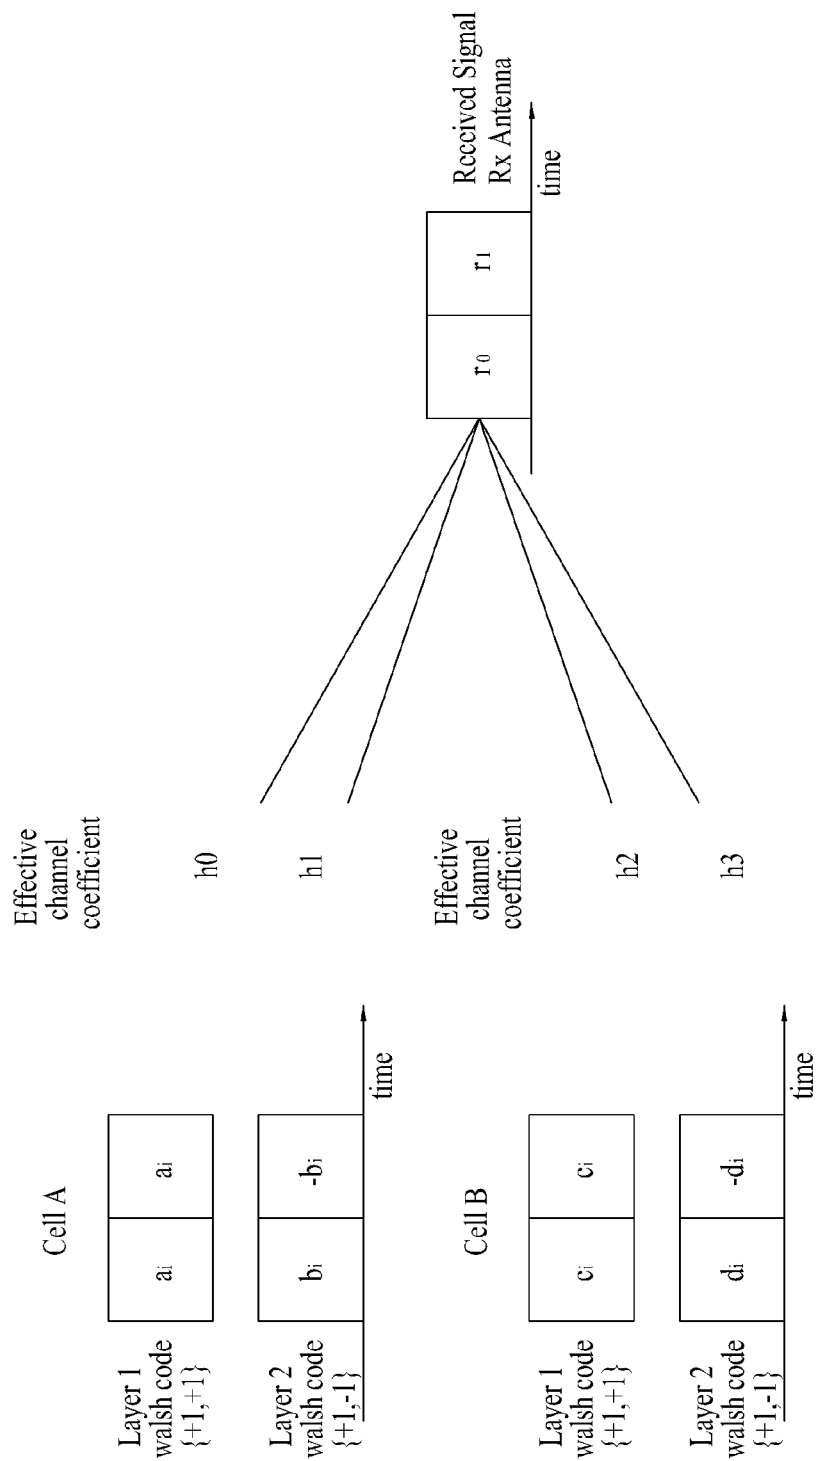 Cell A
Layer 1
walsh code
{+1,+1}
ai
ai
Layer 2
walsh code
{+1,-1}
bi
-bi
time
Effective
channel
coefficient
h0
h1
Cell B
Layer 1
walsh code
{+1,+1}
ci
ci
Layer 2
walsh code
{+1,-1}
di
-di
time
Effective
channel
coefficient
h2
h3
Received Signal
Rx Antenna
r0
r1
time